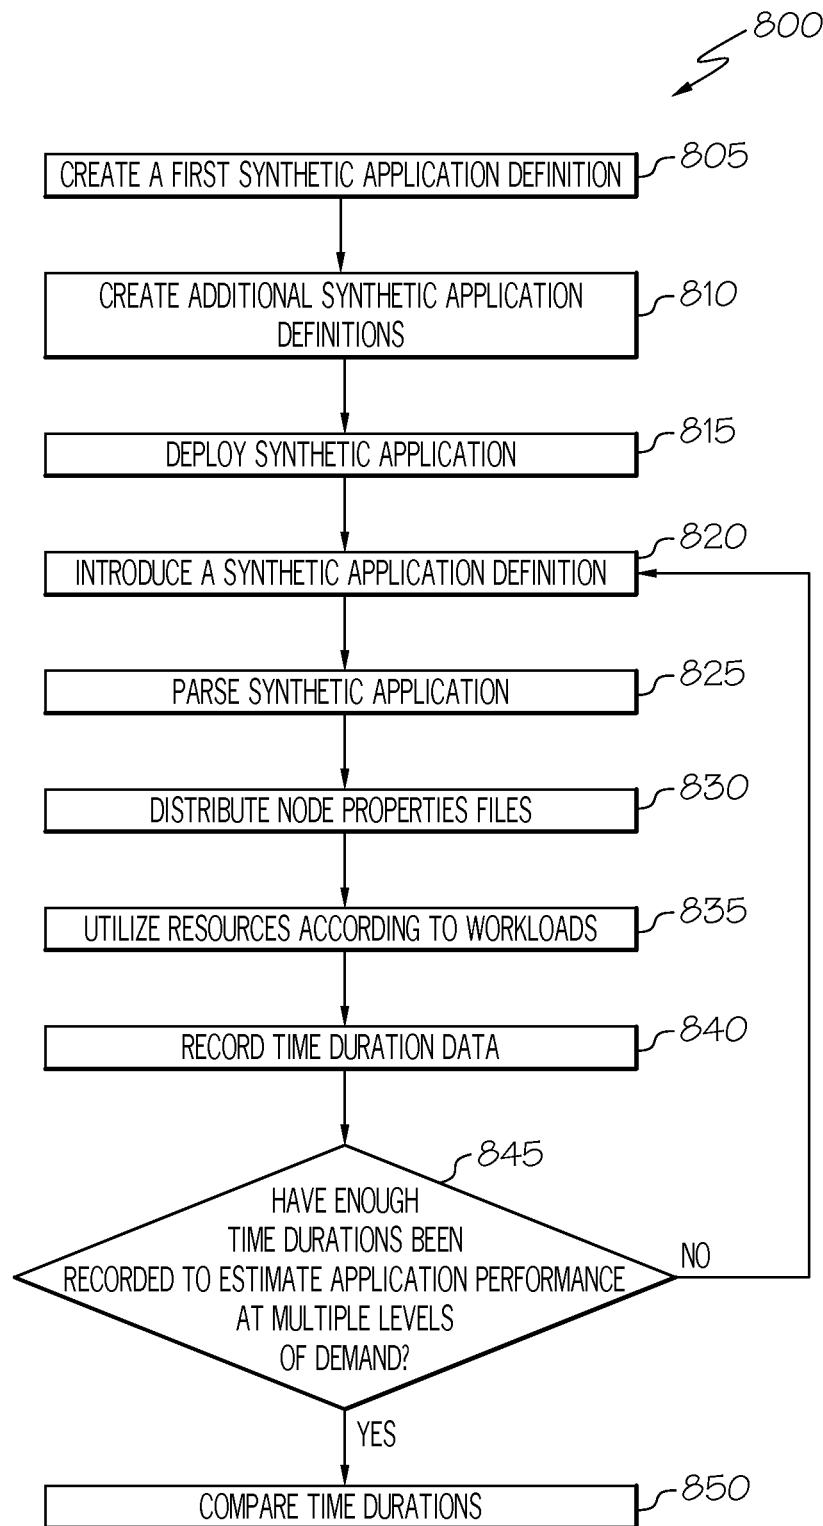 800
CREATE A FIRST SYNTHETIC APPLICATION DEFINITION
805
CREATE ADDITIONAL SYNTHETIC APPLICATION
DEFINITIONS
810
DEPLOY SYNTHETIC APPLICATION
815
INTRODUCE A SYNTHETIC APPLICATION DEFINITION
820
PARSE SYNTHETIC APPLICATION
825
DISTRIBUTE NODE PROPERTIES FILES
830
UTILIZE RESOURCES ACCORDING TO WORKLOADS
835
RECORD TIME DURATION DATA
840
845
HAVE ENOUGH
TIME DURATIONS BEEN
RECORDED TO ESTIMATE APPLICATION PERFORMANCE
AT MULTIPLE LEVELS
OF DEMAND?
NO
YES
COMPARE TIME DURATIONS
850